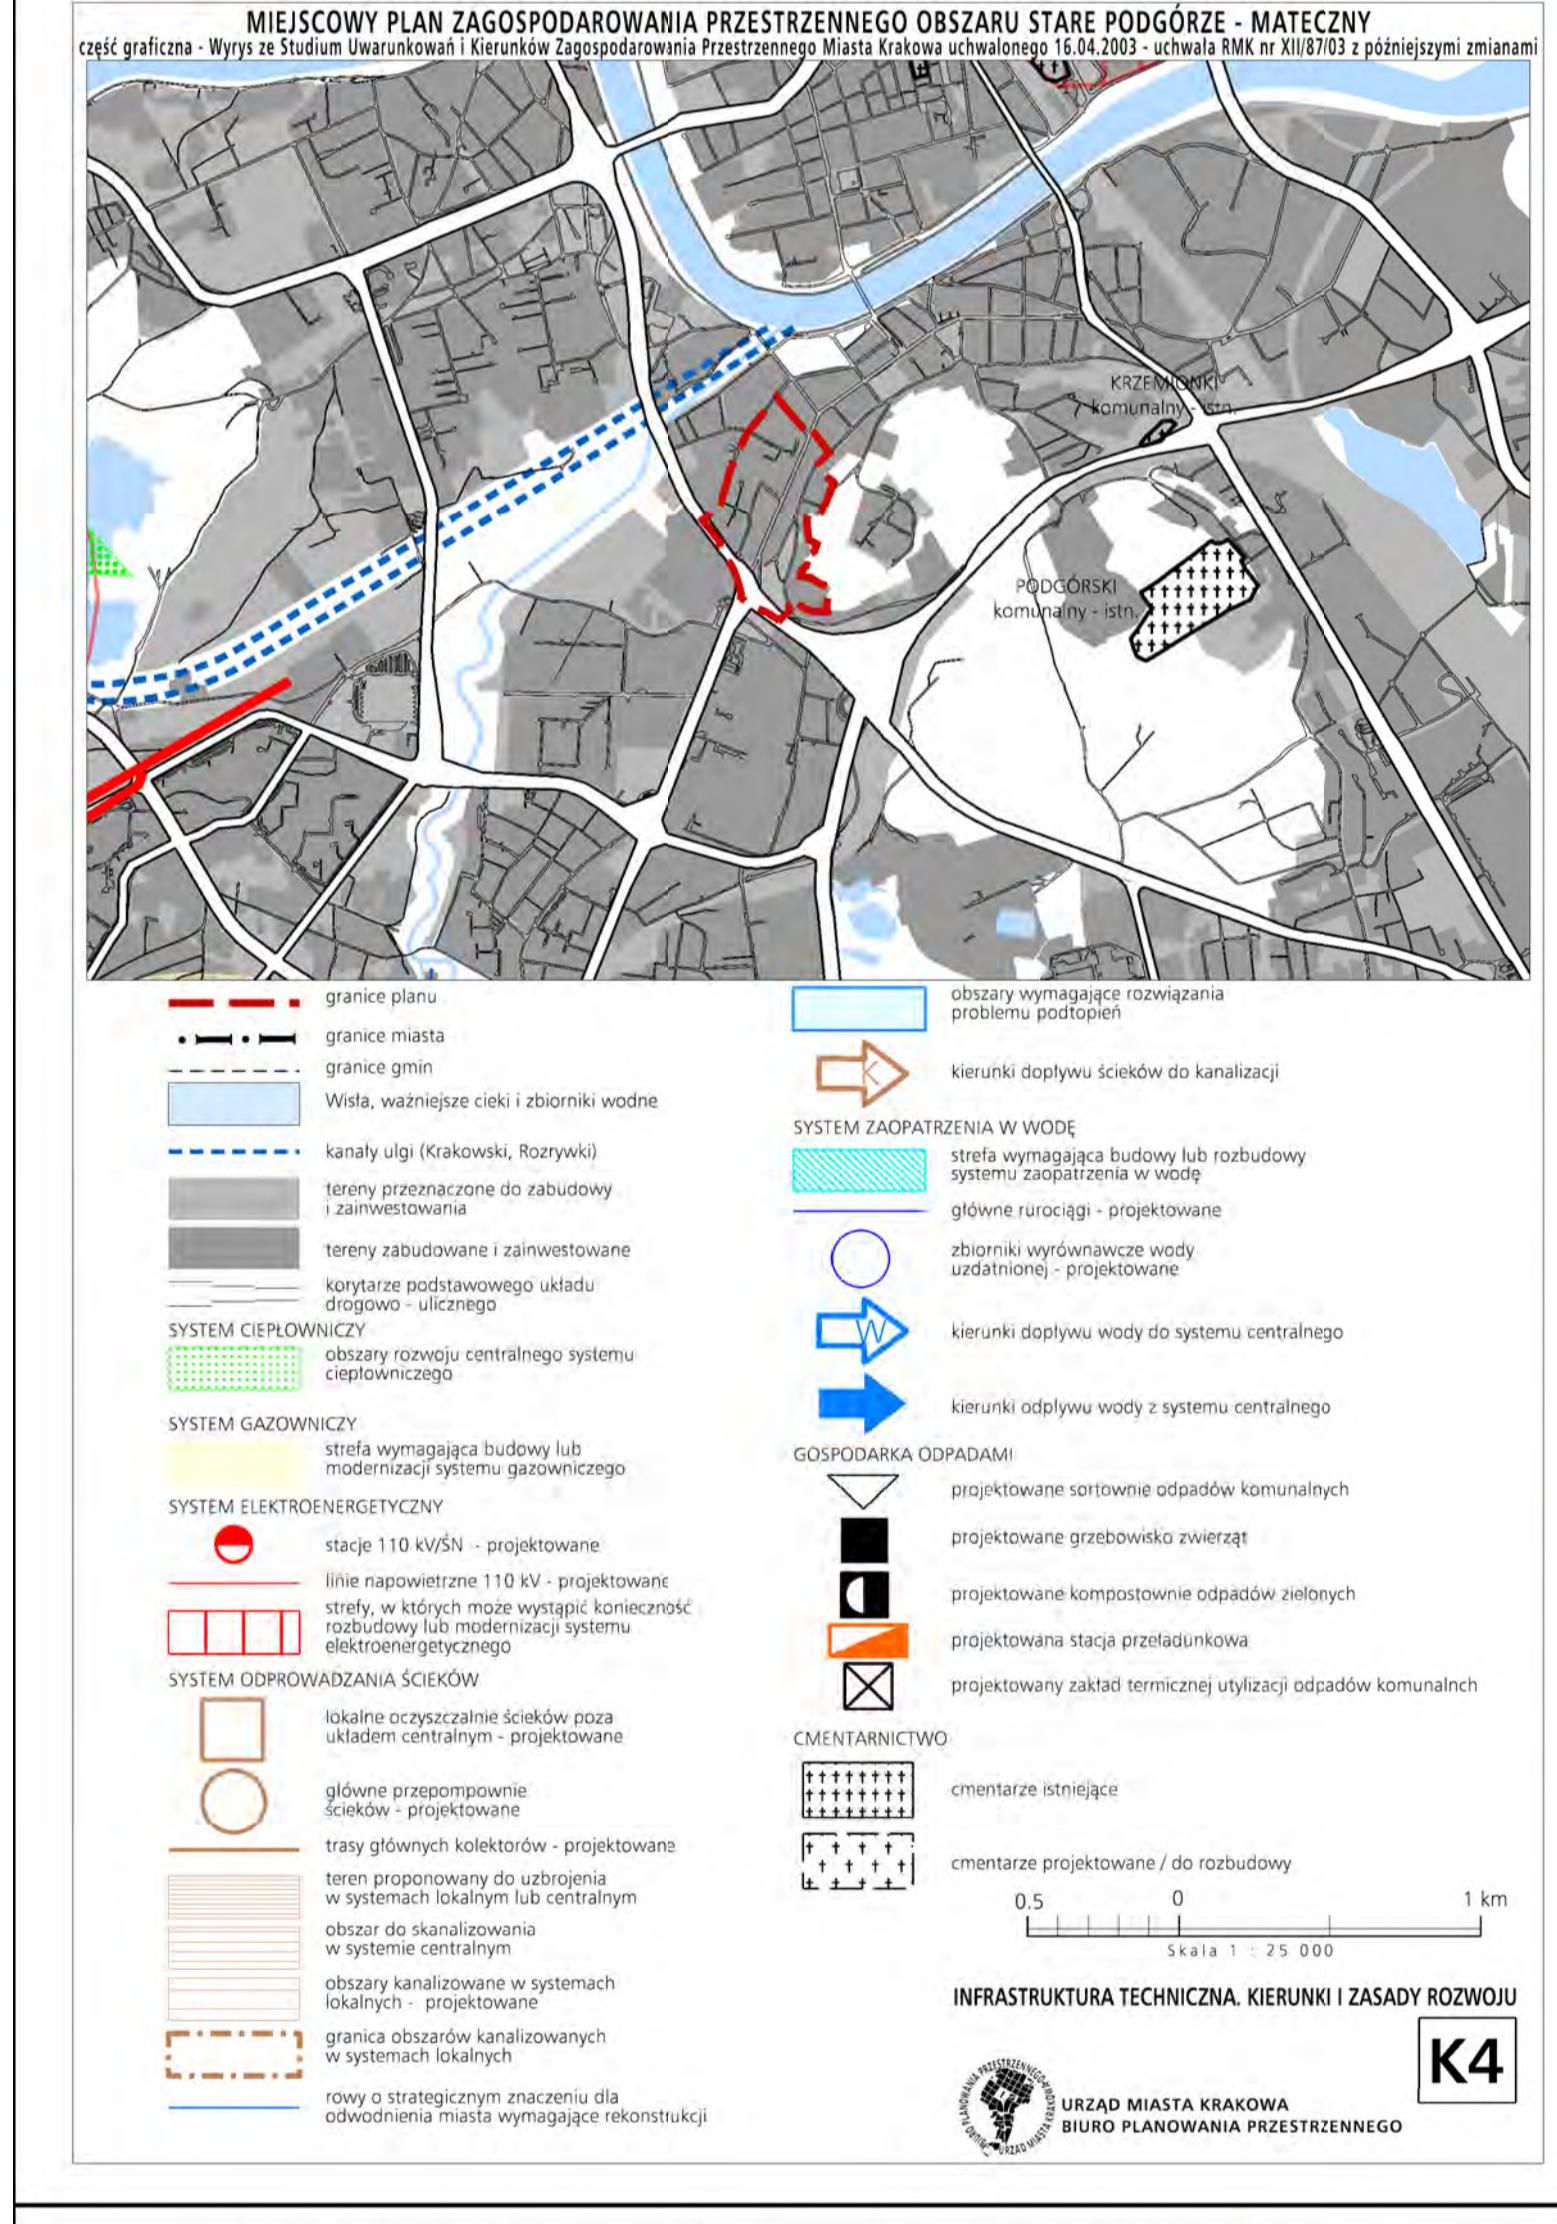 MIEJSCOWY PLAN ZAGOSPODAROWANIA PRZESTRZENNEGO OBSZARU STARE PODGÓRZE - MATECZNY
część graficzna - Wyrys ze Studium Uwarunkowań i Kierunków Zagospodarowania Przestrzennego Miasta Krakowa uchwalonego 16.04.2003 - uchwała RMK nr XII/87/03 z późniejszymi zmianami
KRZEMIONKI
komunalny - istn.
PODGÓRSKI
komunalny - istn.
granice planu
granice miasta
granice gmin
Wisła, ważniejsze cieki i zbiorniki wodne
kanały ulgi (Krakowski, Rozrywki)
tereny przeznaczone do zabudowy
i zainwestowania
tereny zabudowane i zainwestowane
korytarze podstawowego układu
drogowo - ulicznego
SYSTEM CIEPŁOWNICZY
obszary rozwoju centralnego systemu
ciepłowniczego
SYSTEM GAZOWNICZY
strefa wymagająca budowy lub
modernizacji systemu gazowniczego
SYSTEM ELEKTROENERGETYCZNY
stacje 110 kV/ŚN - projektowane
linie napowietrzne 110 kV - projektowane
strefy, w których może wystąpić konieczność
rozbudowy lub modernizacji systemu
elektroenergetycznego
SYSTEM ODPROWADZANIA ŚCIEKÓW
lokalne oczyszczalnie ścieków poza
układem centralnym - projektowane
główne przepompownie
ścieków - projektowane
trasy głównych kolektorów - projektowane
teren proponowany do uzbrojenia
w systemach lokalnym lub centralnym
obszar do skanalizowania
w systemie centralnym
obszary kanalizowane w systemach
lokalnych - projektowane
granica obszarów kanalizowanych
w systemach lokalnych
rowy o strategicznym znaczeniu dla
odwodnienia miasta wymagające rekonstrukcji
obszary wymagające rozwiązania
problemu podtopień
K
kierunki dopływu ścieków do kanalizacji
SYSTEM ZAOPATRZENIA W WODĘ
strefa wymagająca budowy lub rozbudowy
systemu zaopatrzenia w wodę
główne rurociągi - projektowane
zbiorniki wyrównawcze wody
uzdatnionej - projektowane
W
kierunki dopływu wody do systemu centralnego
kierunki odpływu wody z systemu centralnego
GOSPODARKA ODPADAMI
projektowane sortownie odpadów komunalnych
projektowane grzebowisko zwierząt
projektowane kompostownie odpadów zielonych
projektowana stacja przeładunkowa
projektowany zakład termicznej utylizacji odpadów komunalnch
CMENTARNICTWO
cmentarze istniejące
cmentarze projektowane / do rozbudowy
0.5 0 1 km
Skala 1 : 25 000
INFRASTRUKTURA TECHNICZNA. KIERUNKI I ZASADY ROZWOJU
K4
BIURO PLANOWANIA PRZESTRZENNEGO
URZĄD MIASTA KRAKOWA
URZĄD MIASTA KRAKOWA
BIURO PLANOWANIA PRZESTRZENNEGO